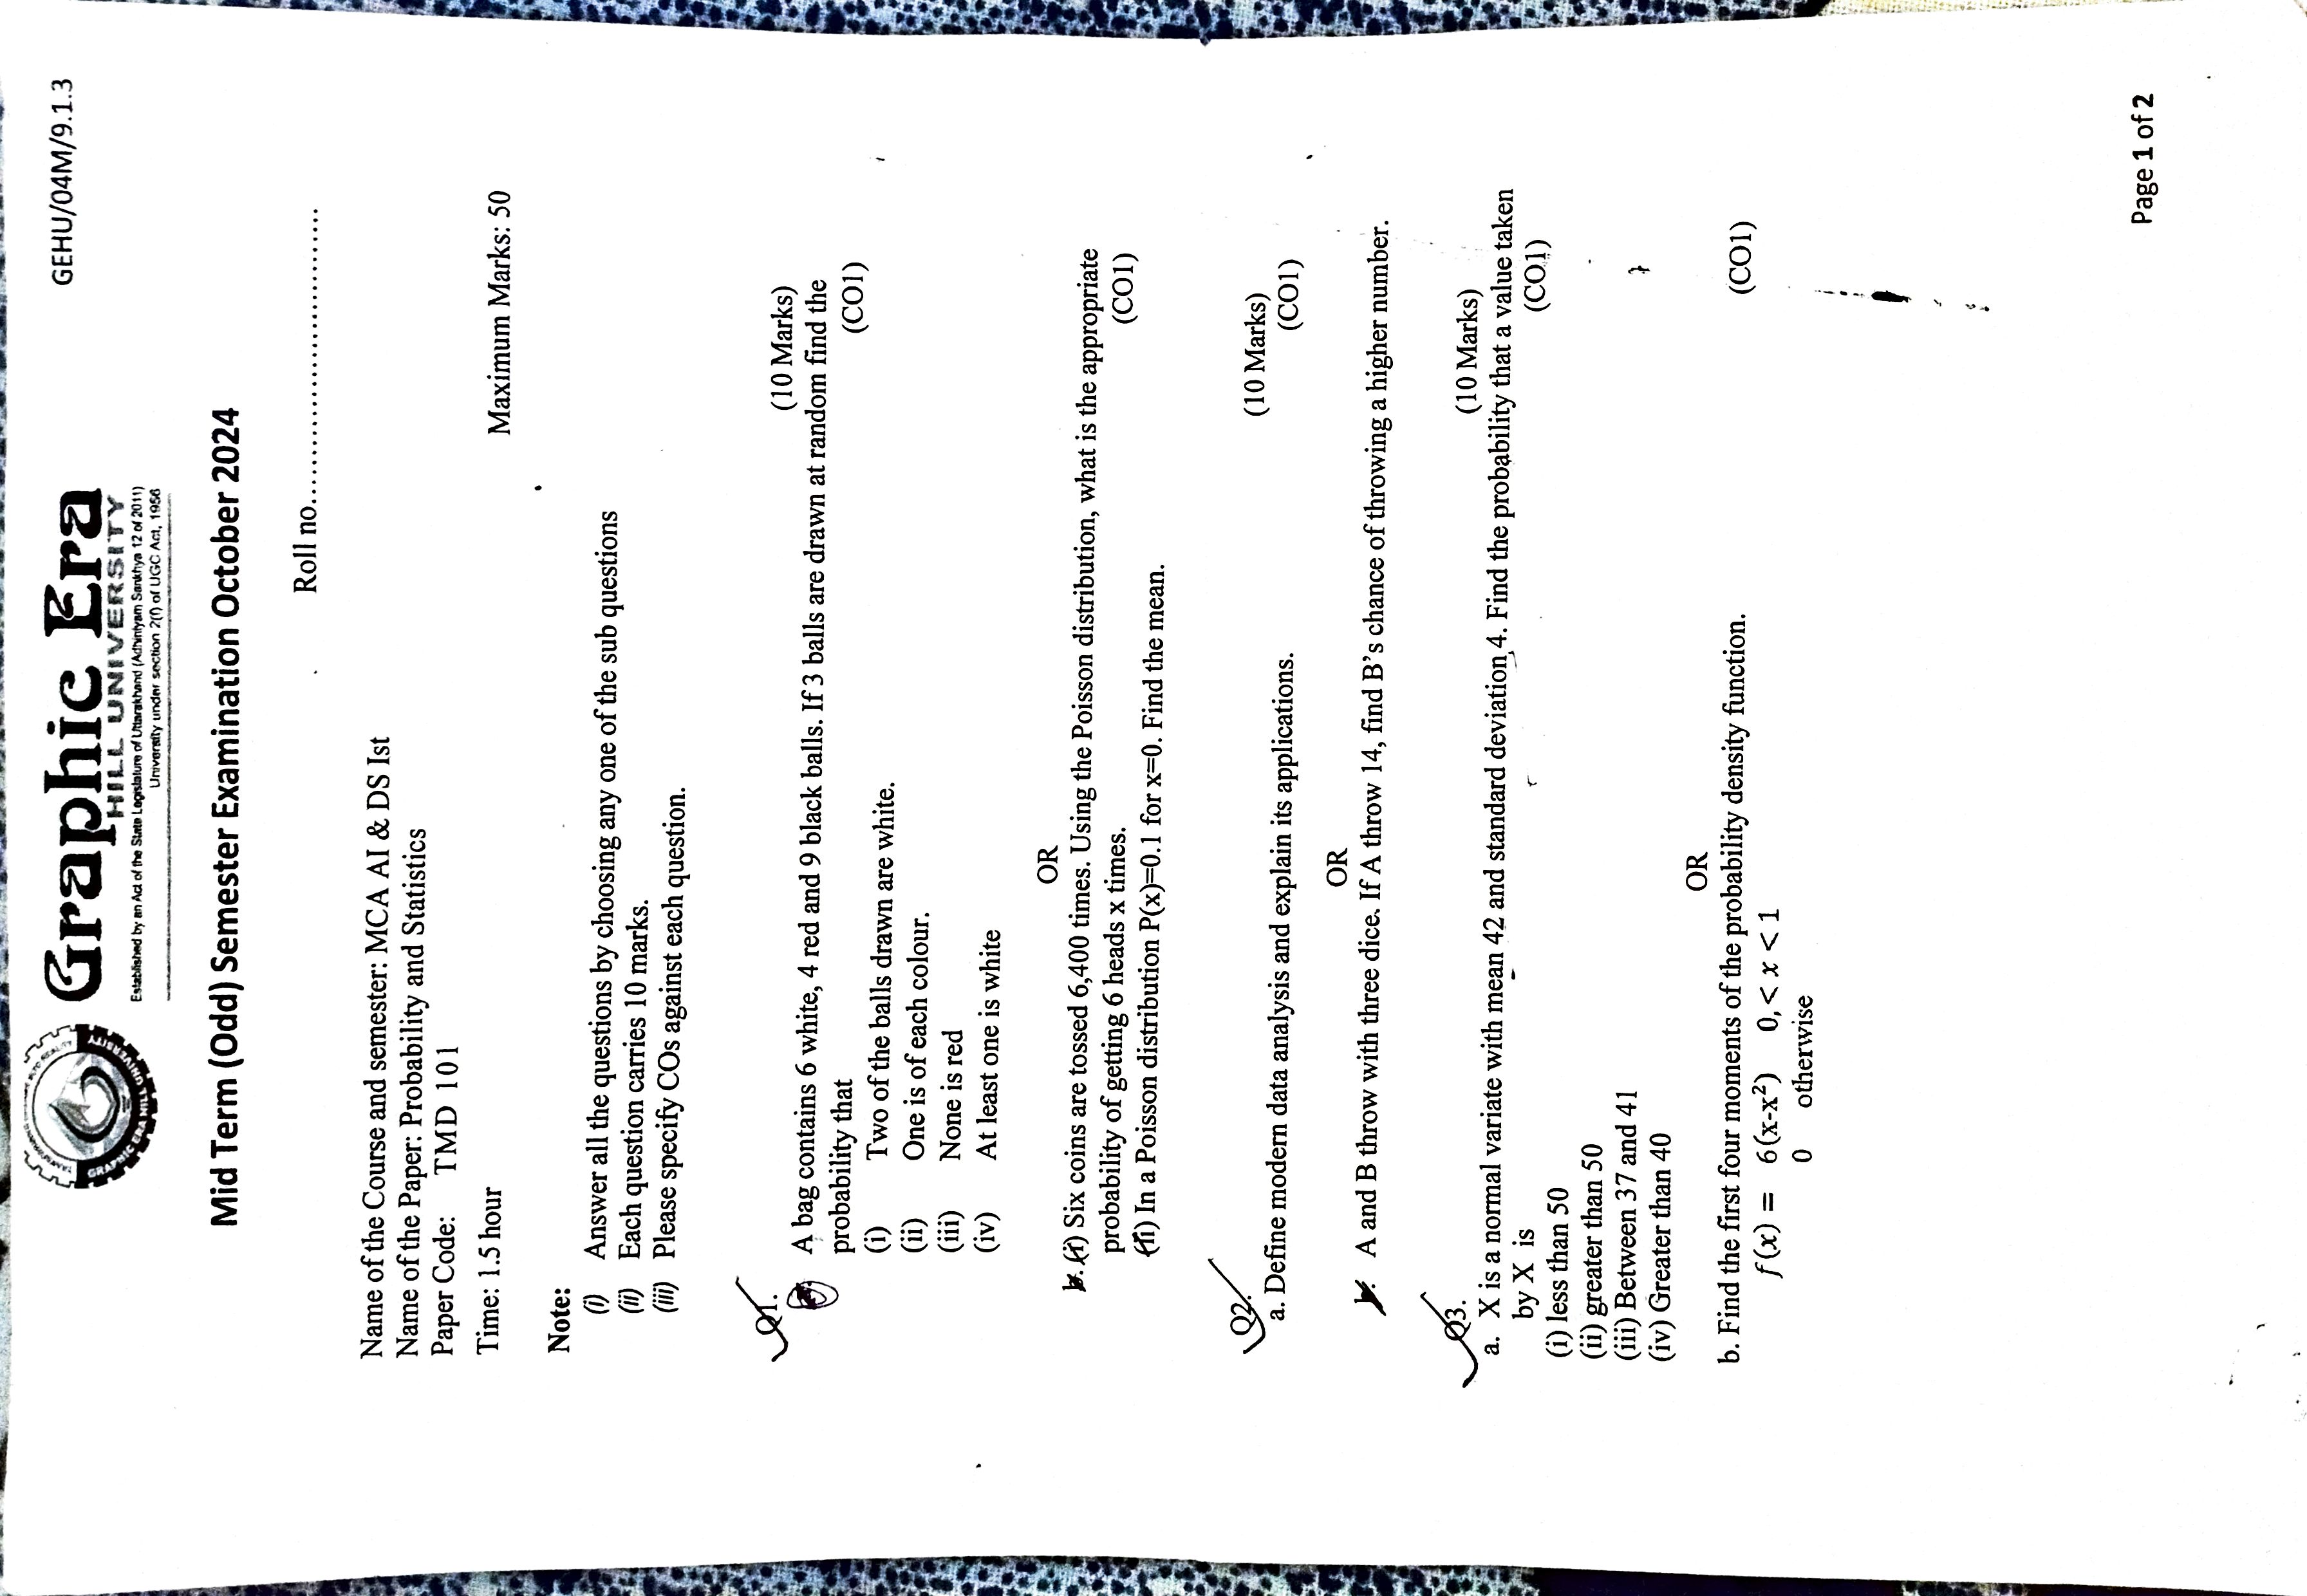 GEHU/04M/9.1.3
Graphic Era
HILL UNIVERSITY
Established by an Act of the State Legislature of Uttarakhand (Adhiniyam Sankhya 12 of 2011)
University under section 2(f) of UGC Act, 1956
Mid Term (Odd) Semester Examination October 2024
Roll no.......................................
Name of the Course and semester: MCA AI & DS Ist
Name of the Paper: Probability and Statistics
Paper Code: TMD 101
Time: 1.5 hour Maximum Marks: 50
Note:
(i) Answer all the questions by choosing any one of the sub questions
(ii) Each question carries 10 marks.
(iii) Please specify COs against each question.
Q1. (10 Marks)
A bag contains 6 white, 4 red and 9 black balls. If 3 balls are drawn at random find the
probability that (CO1)
(i) Two of the balls drawn are white.
(ii) One is of each colour.
(iii) None is red
(iv) At least one is white
OR
b. (i) Six coins are tossed 6,400 times. Using the Poisson distribution, what is the appropriate
probability of getting 6 heads x times. (CO1)
(ii) In a Poisson distribution P(x)=0.1 for x=0. Find the mean.
Q2. (10 Marks)
a. Define modern data analysis and explain its applications. (CO1)
OR
b. A and B throw with three dice. If A throw 14, find B's chance of throwing a higher number.
Q3. (10 Marks)
a. X is a normal variate with mean 42 and standard deviation 4. Find the probability that a value taken
by X is (CO1)
(i) less than 50
(ii) greater than 50
(iii) Between 37 and 41
(iv) Greater than 40
OR
b. Find the first four moments of the probability density function. (CO1)
f(x) = 6(x-x²) 0, < x < 1
0 otherwise
Page 1 of 2